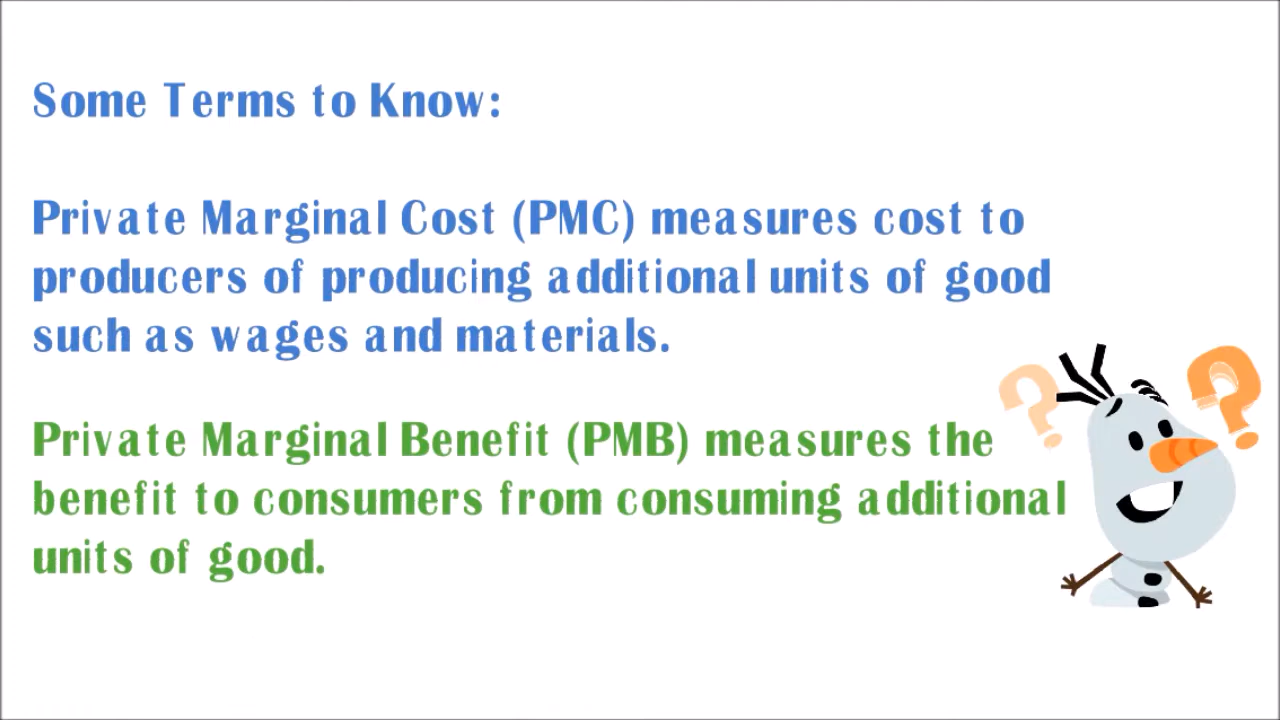 Some Terms to Know:
Private Marginal Cost (PMC) measures cost to
producers of producing additional units of good
such as wages and materials.
Private Marginal Benefit (PMB) measures the
benefit to consumers from consuming additional
units of good.
? ?